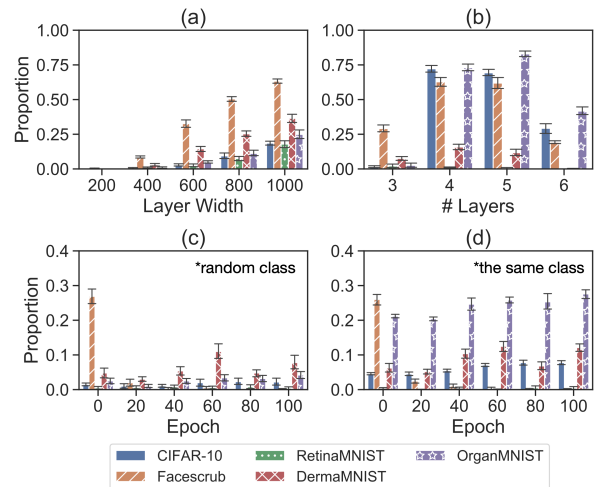 (a)
(b)
1.00
0.75
0.50
0.25
0.00
Proportion
200 400 600 800 1000
Layer Width
1.00
0.75
0.50
0.25
0.00
3 4 5 6
# Layers
(c)
(d)
0.4
0.3
0.2
0.1
0.0
Proportion
*random class
0 20 40 60 80 100
Epoch
0.4
0.3
0.2
0.1
0.0
*the same class
0 20 40 60 80 100
Epoch
CIFAR-10
Facescrub
RetinaMNIST
DermaMNIST
OrganMNIST